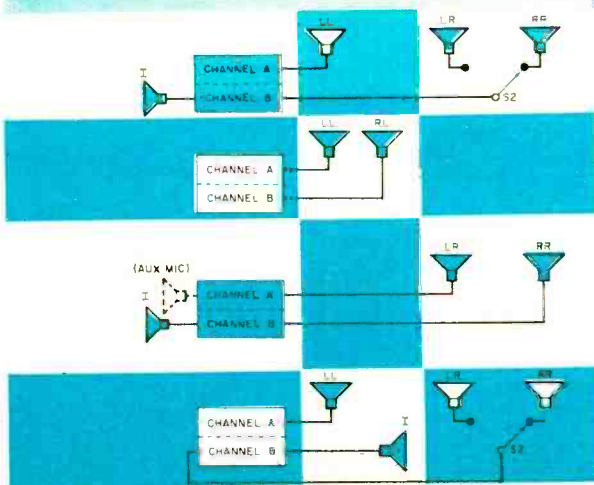 LL LR RR
I CHANNEL A
CHANNEL B S2
LL RL
CHANNEL A
CHANNEL B
(AUX MIC) LR RR
I CHANNEL A
CHANNEL B
LL LR RR
CHANNEL A I
CHANNEL B S2